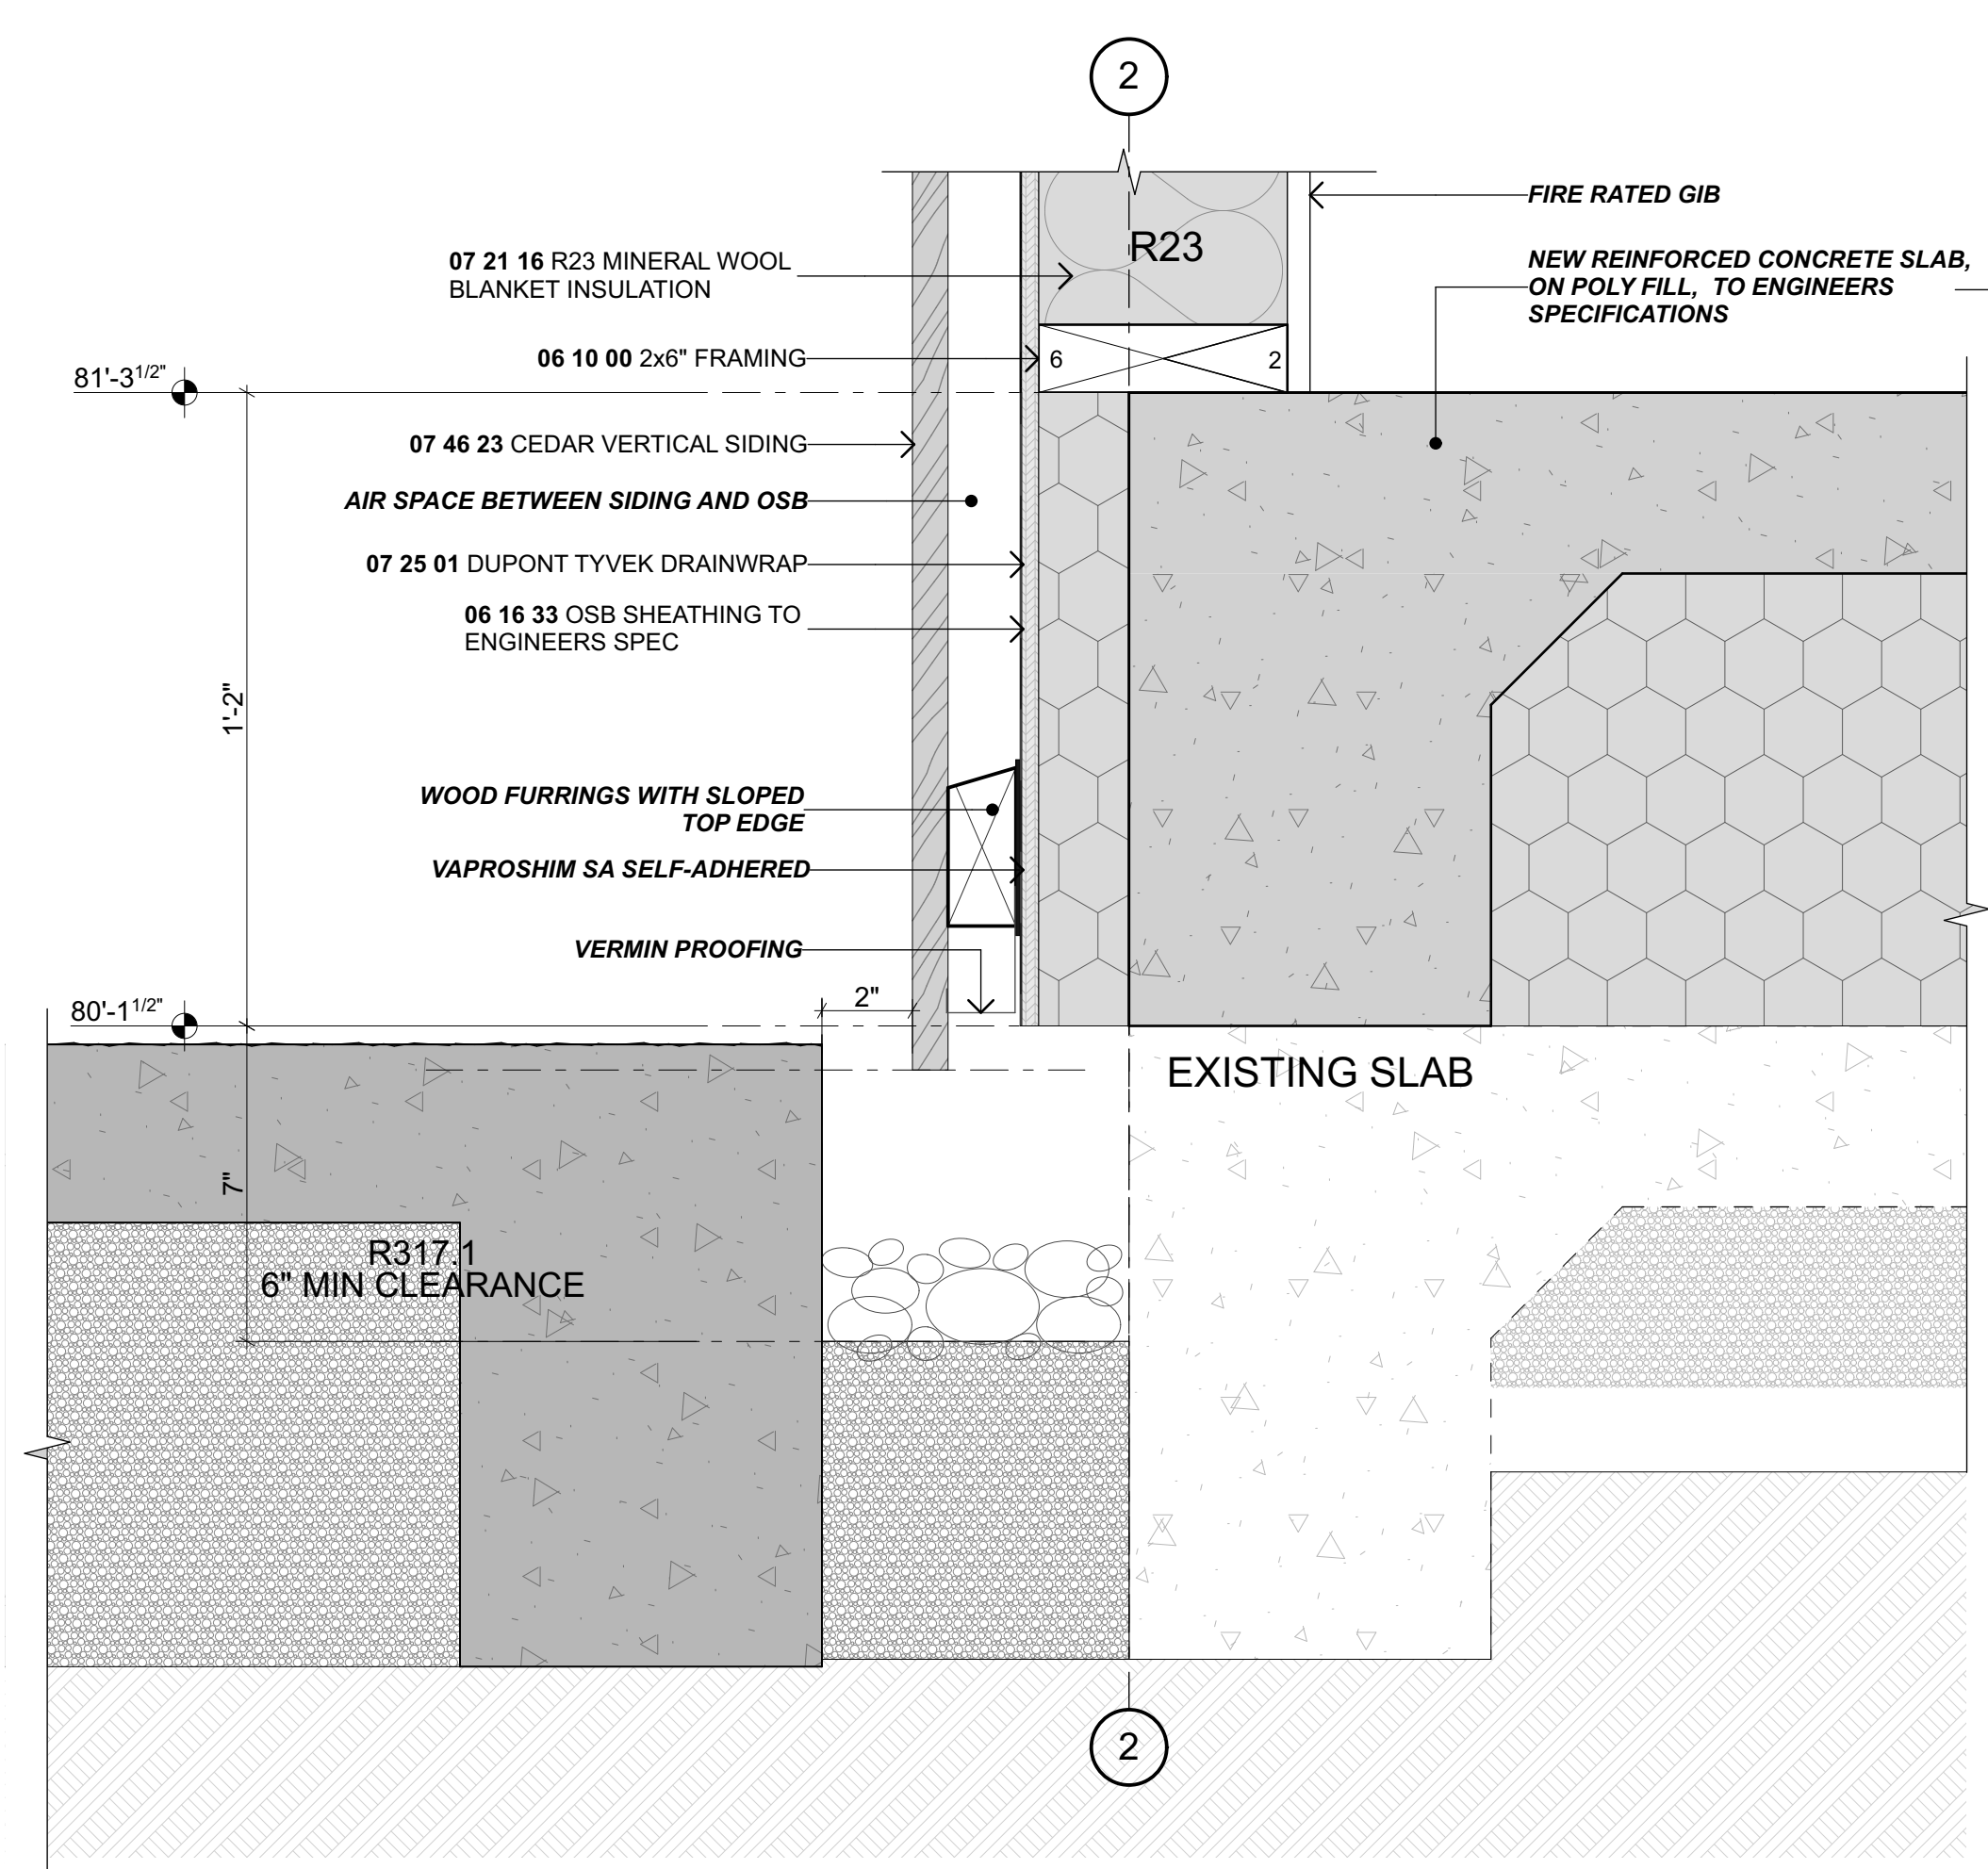 2
FIRE RATED GIB
07 21 16 R23 MINERAL WOOL
BLANKET INSULATION
R23
NEW REINFORCED CONCRETE SLAB,
ON POLY FILL, TO ENGINEERS
SPECIFICATIONS
06 10 00 2x6" FRAMING
6 2
81'-3 1/2"
07 46 23 CEDAR VERTICAL SIDING
AIR SPACE BETWEEN SIDING AND OSB
07 25 01 DUPONT TYVEK DRAINWRAP
06 16 33 OSB SHEATHING TO
ENGINEERS SPEC
1'-2"
WOOD FURRINGS WITH SLOPED
TOP EDGE
VAPROSHIM SA SELF-ADHERED
VERMIN PROOFING
2"
80'-1 1/2"
EXISTING SLAB
7"
R317.1
6" MIN CLEARANCE
2